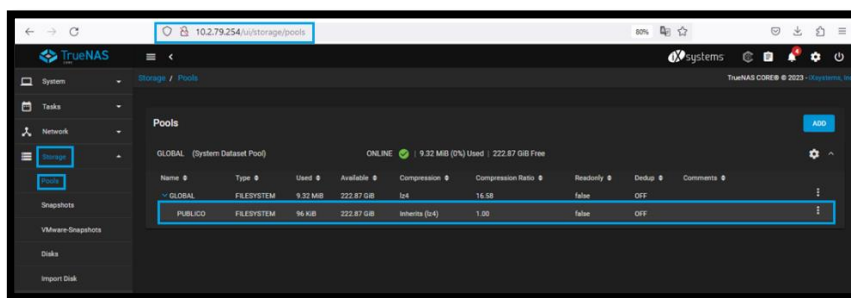 10.2.79.254/ui/storage/pools
80%
TrueNAS
CORE
iXsystems
System
Storage / Pools
TrueNAS CORE® © 2023 - iXsystems, Inc
Tasks
Pools
ADD
Network
GLOBAL (System Dataset Pool) ONLINE | 9.32 MiB (0%) Used | 222.87 GiB Free
Storage
Name Type Used Available Compression Compression Ratio Readonly Dedup Comments
Pools
GLOBAL FILESYSTEM 9.32 MiB 222.87 GiB lz4 16.58 false OFF
Snapshots
PUBLICO FILESYSTEM 96 KiB 222.87 GiB Inherits (lz4) 1.00 false OFF
VMware-Snapshots
Disks
Import Disk